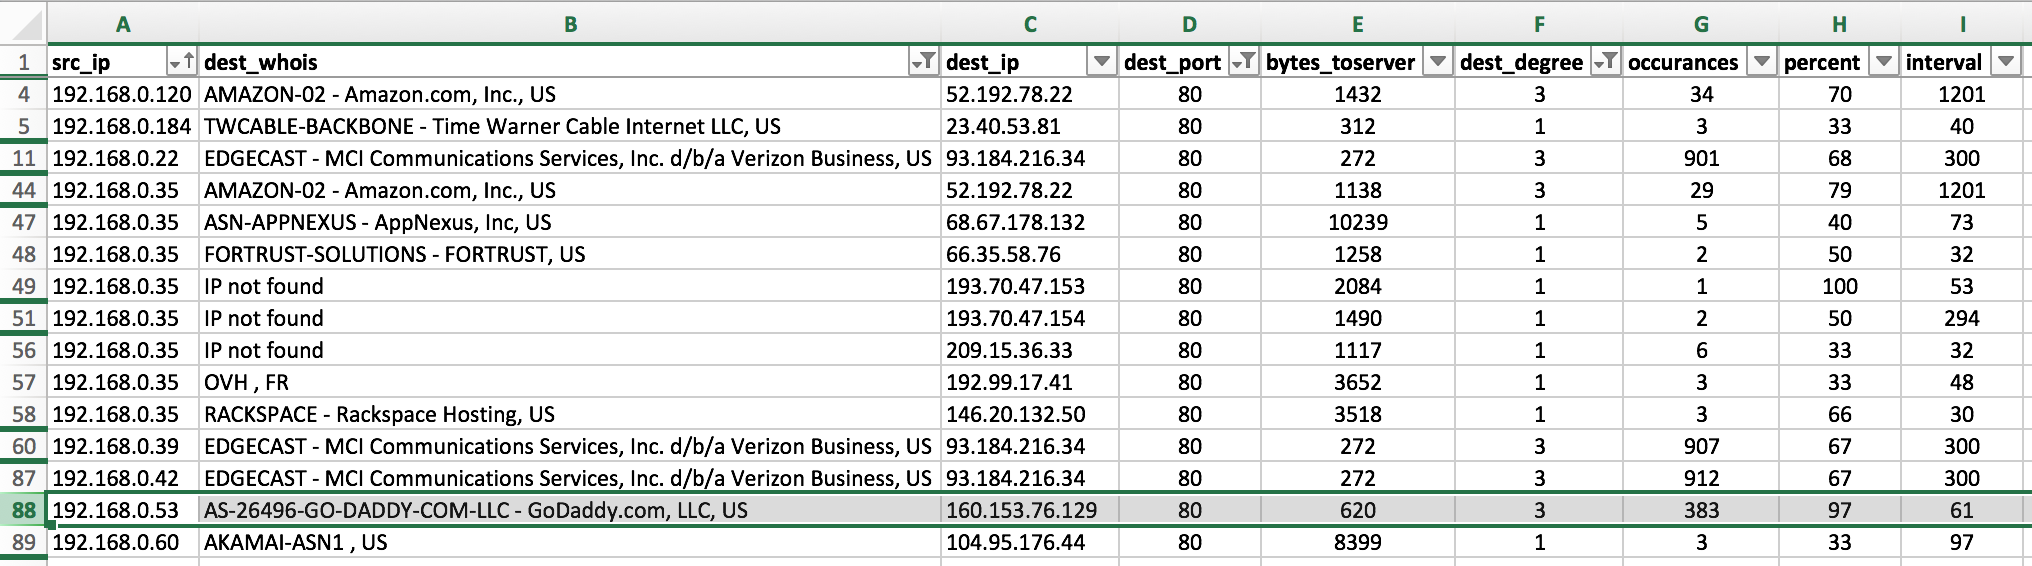 A B C D E F G H I
1 src_ip dest_whois dest_ip dest_port bytes_toserver dest_degree occurances percent interval
4 192.168.0.120 AMAZON-02 - Amazon.com, Inc., US 52.192.78.22 80 1432 3 34 70 1201
5 192.168.0.184 TWCABLE-BACKBONE - Time Warner Cable Internet LLC, US 23.40.53.81 80 312 1 3 33 40
11 192.168.0.22 EDGECAST - MCI Communications Services, Inc. d/b/a Verizon Business, US 93.184.216.34 80 272 3 901 68 300
44 192.168.0.35 AMAZON-02 - Amazon.com, Inc., US 52.192.78.22 80 1138 3 29 79 1201
47 192.168.0.35 ASN-APPNEXUS - AppNexus, Inc, US 68.67.178.132 80 10239 1 5 40 73
48 192.168.0.35 FORTRUST-SOLUTIONS - FORTRUST, US 66.35.58.76 80 1258 1 2 50 32
49 192.168.0.35 IP not found 193.70.47.153 80 2084 1 1 100 53
51 192.168.0.35 IP not found 193.70.47.154 80 1490 1 2 50 294
56 192.168.0.35 IP not found 209.15.36.33 80 1117 1 6 33 32
57 192.168.0.35 OVH , FR 192.99.17.41 80 3652 1 3 33 48
58 192.168.0.35 RACKSPACE - Rackspace Hosting, US 146.20.132.50 80 3518 1 3 66 30
60 192.168.0.39 EDGECAST - MCI Communications Services, Inc. d/b/a Verizon Business, US 93.184.216.34 80 272 3 907 67 300
87 192.168.0.42 EDGECAST - MCI Communications Services, Inc. d/b/a Verizon Business, US 93.184.216.34 80 272 3 912 67 300
88 192.168.0.53 AS-26496-GO-DADDY-COM-LLC - GoDaddy.com, LLC, US 160.153.76.129 80 620 3 383 97 61
89 192.168.0.60 AKAMAI-ASN1 , US 104.95.176.44 80 8399 1 3 33 97